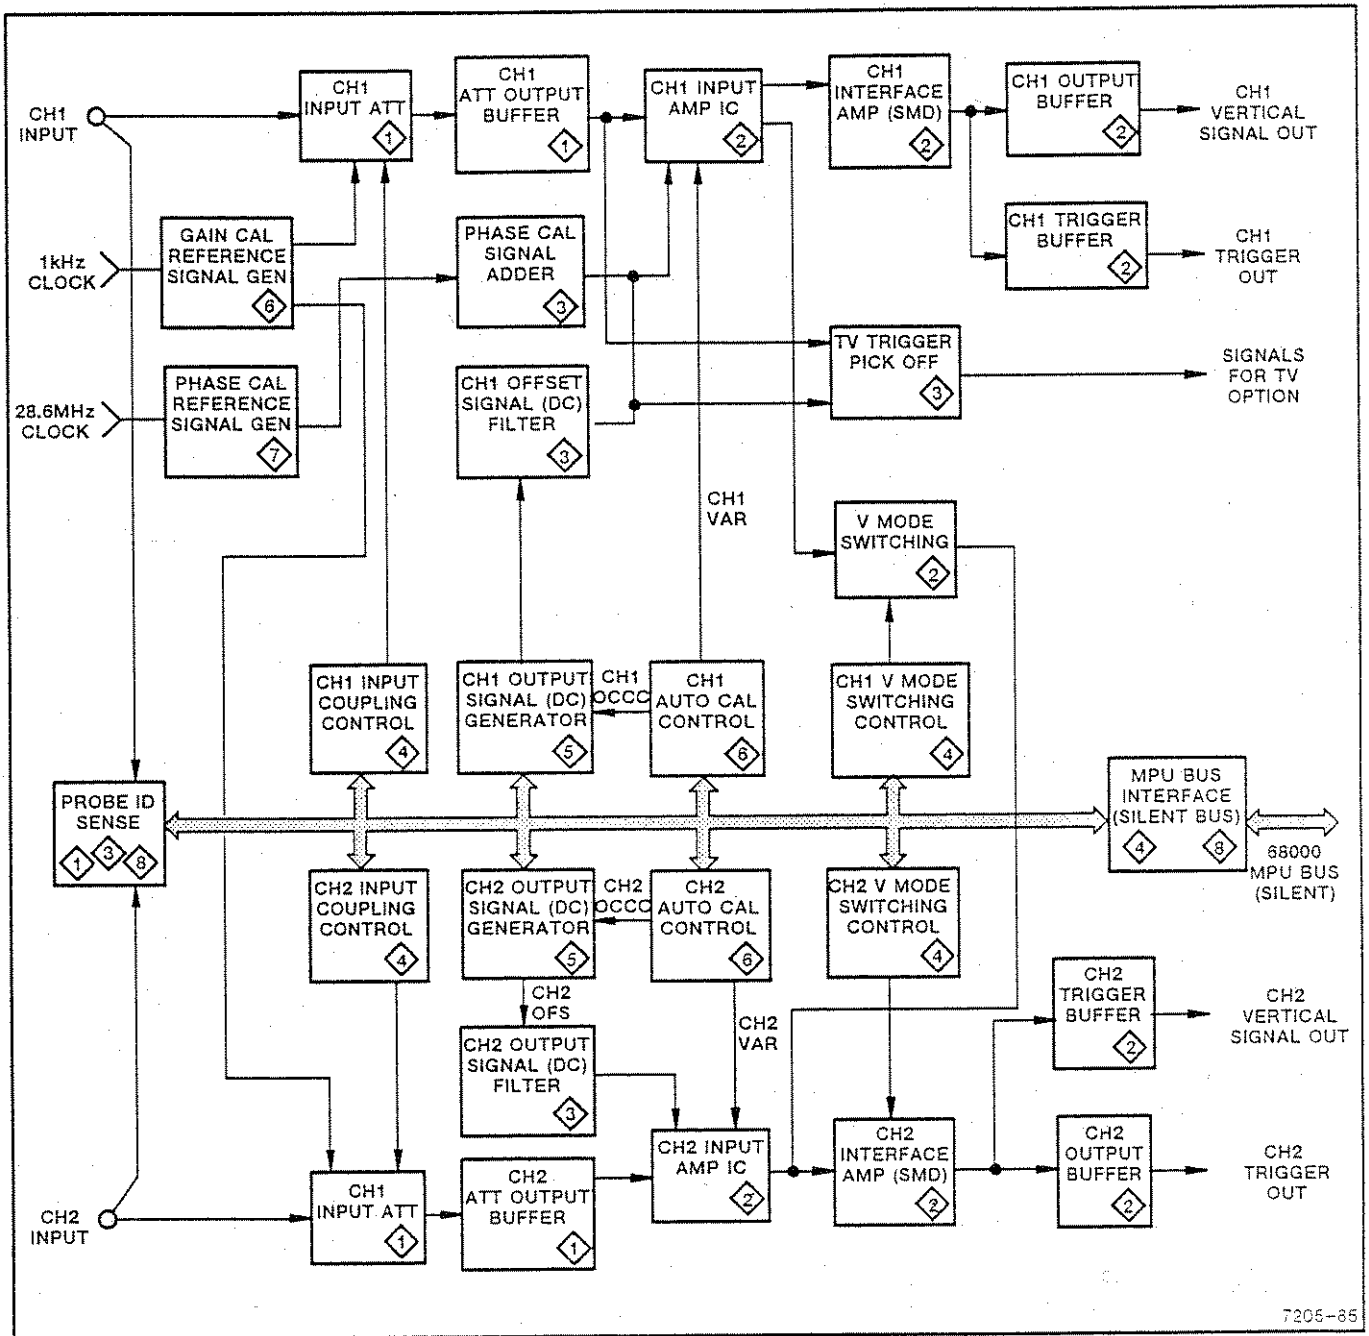 CH1
INPUT
CH1
INPUT ATT
1
CH1
ATT OUTPUT
BUFFER
1
CH1 INPUT
AMP IC
2
CH1
INTERFACE
AMP (SMD)
2
CH1 OUTPUT
BUFFER
2
CH1
VERTICAL
SIGNAL OUT
1kHz
CLOCK
GAIN CAL
REFERENCE
SIGNAL GEN
6
PHASE CAL
SIGNAL
ADDER
3
CH1 TRIGGER
BUFFER
2
CH1
TRIGGER
OUT
28.6MHz
CLOCK
PHASE CAL
REFERENCE
SIGNAL GEN
7
CH1 OFFSET
SIGNAL (DC)
FILTER
3
TV TRIGGER
PICK OFF
3
SIGNALS
FOR TV
OPTION
CH1
VAR
V MODE
SWITCHING
2
CH1 INPUT
COUPLING
CONTROL
4
CH1 OUTPUT
SIGNAL (DC)
GENERATOR
5
CH1
OCCC
CH1
AUTO CAL
CONTROL
6
CH1 V MODE
SWITCHING
CONTROL
4
PROBE ID
SENSE
1
3
8
MPU BUS
INTERFACE
(SILENT BUS)
4
8
68000
MPU BUS
(SILENT)
CH2 INPUT
COUPLING
CONTROL
4
CH2 OUTPUT
SIGNAL (DC)
GENERATOR
5
CH2
OCCC
CH2
AUTO CAL
CONTROL
6
CH2 V MODE
SWITCHING
CONTROL
4
CH2
OFS
CH2
VAR
CH2
TRIGGER
BUFFER
2
CH2
VERTICAL
SIGNAL OUT
CH2 OUTPUT
SIGNAL (DC)
FILTER
3
CH2
INPUT
CH1
INPUT ATT
1
CH2
ATT OUTPUT
BUFFER
1
CH2 INPUT
AMP IC
2
CH2
INTERFACE
AMP (SMD)
2
CH2
OUTPUT
BUFFER
2
CH2
TRIGGER
OUT
7205-85